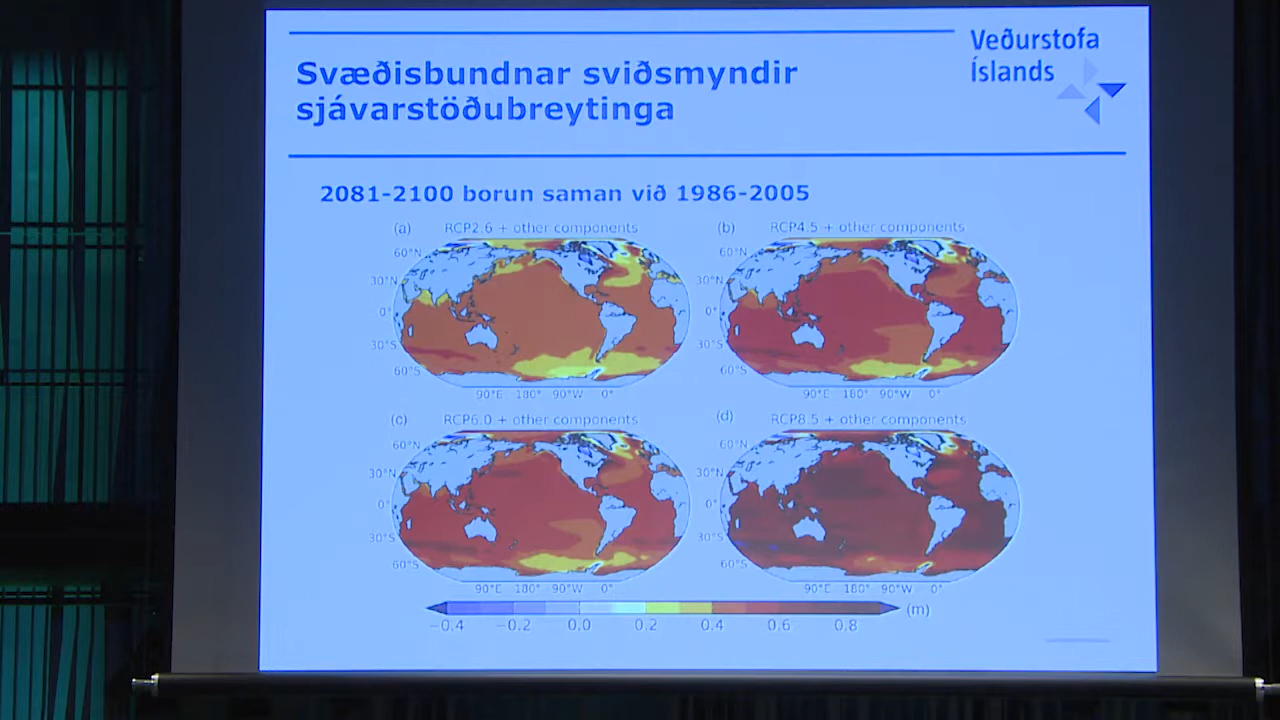 Veðurstofa
Íslands
Svæðisbundnar sviðsmyndir
sjávarstöðubreytinga
2081-2100 borun saman við 1986-2005
(a) RCP2.6 + other components
(b) RCP4.5 + other components
60°N
30°N
0°
30°S
60°S
90°E 180° 90°W 0°
60°N
30°N
0°
30°S
60°S
90°E 180° 90°W 0°
(c) RCP6.0 + other components
(d) RCP8.5 + other components
60°N
30°N
0°
30°S
60°S
90°E 180° 90°W 0°
60°N
30°N
0°
30°S
60°S
90°E 180° 90°W 0°
−0.4 −0.2 0.0 0.2 0.4 0.6 0.8 (m)